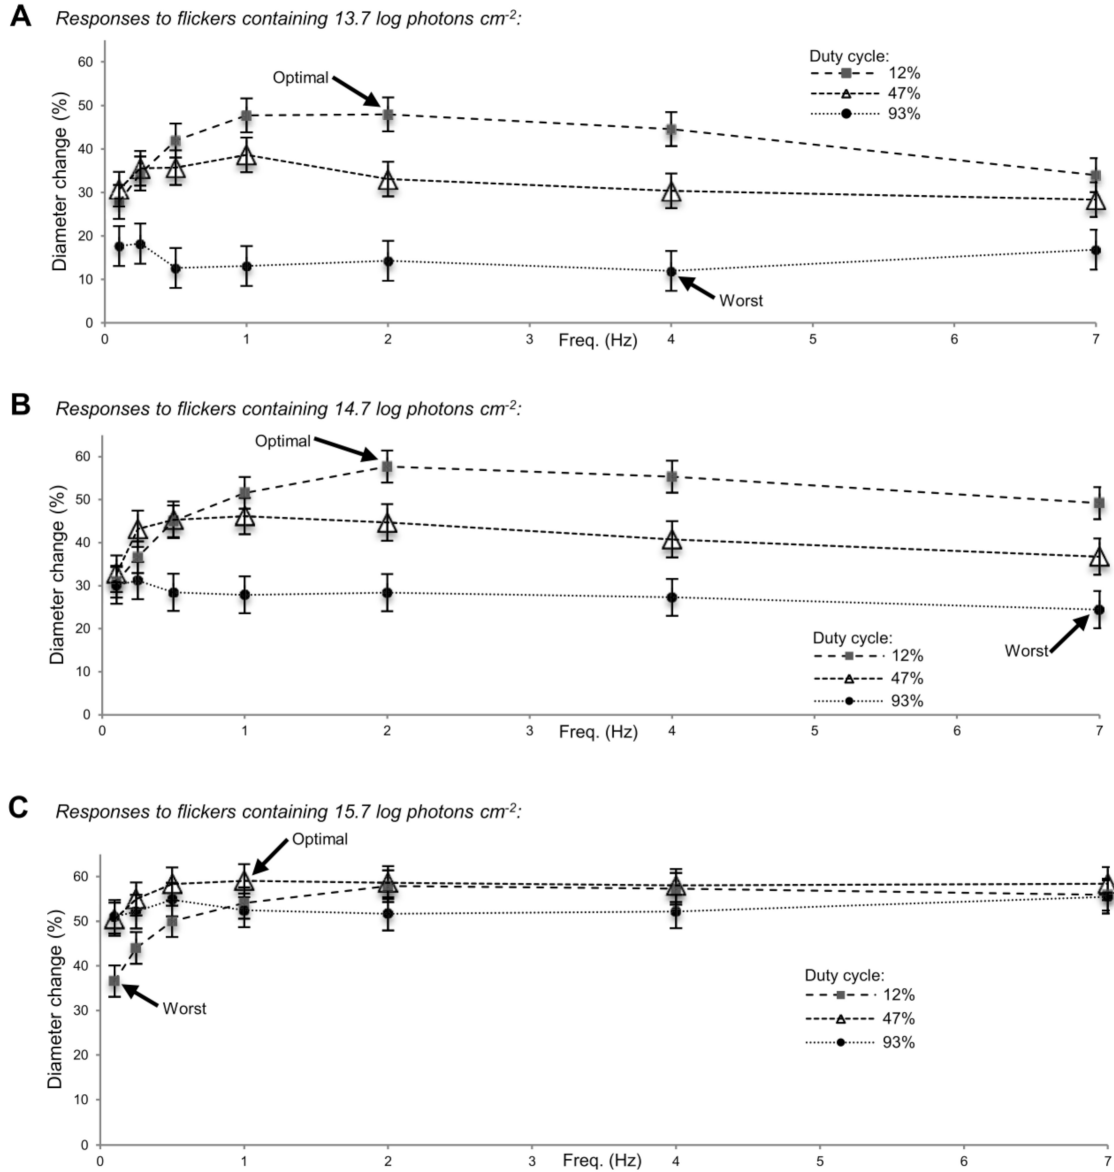 A Responses to flickers containing 13.7 log photons cm⁻²:
Diameter change (%)
60
50
40
30
20
10
0
Optimal
Worst
Duty cycle:
12%
47%
93%
0 1 2 3 4 5 6 7
Freq. (Hz)
B Responses to flickers containing 14.7 log photons cm⁻²:
Diameter change (%)
60
50
40
30
20
10
0
Optimal
Worst
Duty cycle:
12%
47%
93%
0 1 2 3 4 5 6 7
Freq. (Hz)
C Responses to flickers containing 15.7 log photons cm⁻²:
Diameter change (%)
60
50
40
30
20
10
0
Optimal
Worst
Duty cycle:
12%
47%
93%
0 1 2 3 4 5 6 7
Freq. (Hz)